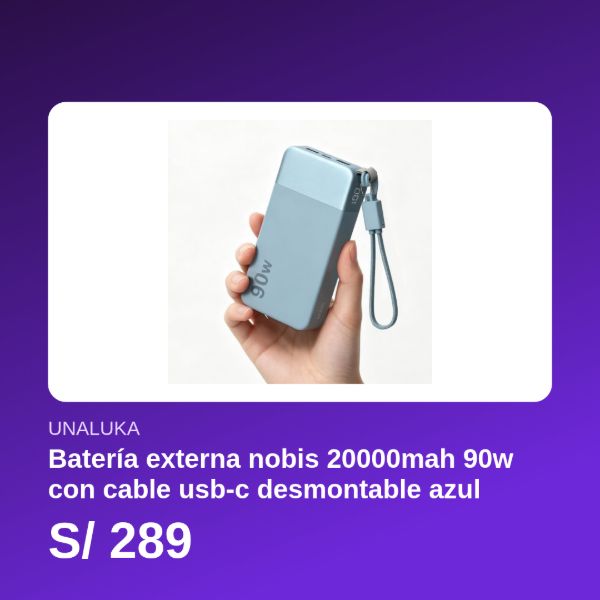 90w
UNALUKA
Batería externa nobis 20000mah 90w
con cable usb-c desmontable azul
S/ 289